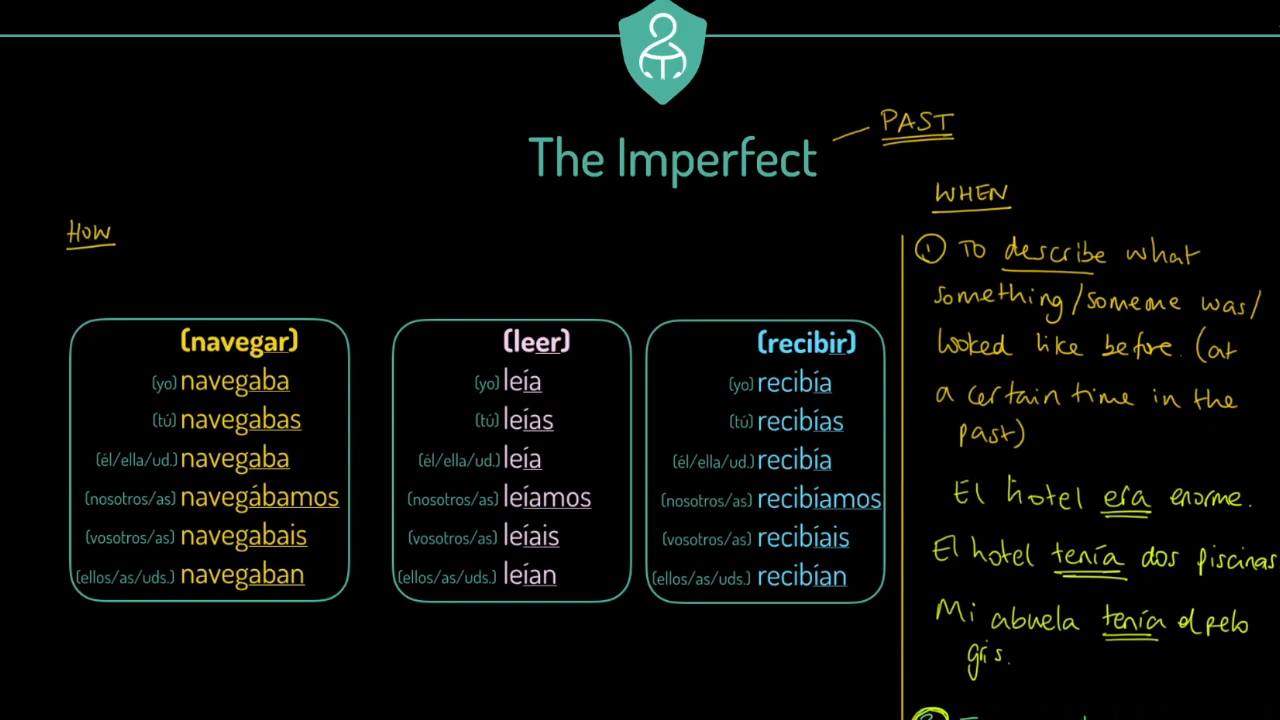 The Imperfect
PAST
HOW
(navegar)
(yo) navegaba
(tú) navegabas
(él/ella/ud.) navegaba
(nosotros/as) navegábamos
(vosotros/as) navegabais
(ellos/as/uds.) navegaban
(leer)
(yo) leía
(tú) leías
(él/ella/ud.) leía
(nosotros/as) leíamos
(vosotros/as) leíais
(ellos/as/uds.) leían
(recibir)
(yo) recibía
(tú) recibías
(él/ella/ud.) recibía
(nosotros/as) recibíamos
(vosotros/as) recibíais
(ellos/as/uds.) recibían
WHEN
① TO describe what
something/someone was/
looked like before. (at
a certain time in the
past)
El hotel era enorme.
El hotel tenía dos piscinas
Mi abuela tenía el pelo
gris.